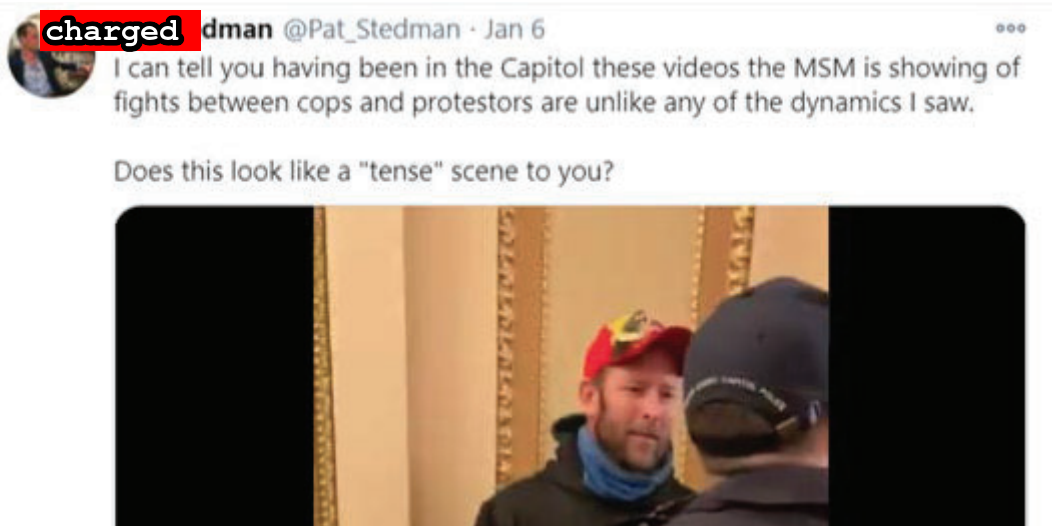 charged dman @Pat_Stedman · Jan 6
I can tell you having been in the Capitol these videos the MSM is showing of
fights between cops and protestors are unlike any of the dynamics I saw.
Does this look like a "tense" scene to you?
CAPITOL POLICE